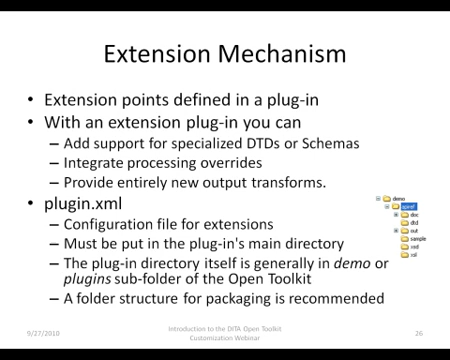 Extension Mechanism
• Extension points defined in a plug-in
• With an extension plug-in you can
– Add support for specialized DTDs or Schemas
– Integrate processing overrides
– Provide entirely new output transforms.
• plugin.xml
– Configuration file for extensions
– Must be put in the plug-in's main directory
– The plug-in directory itself is generally in demo or
plugins sub-folder of the Open Toolkit
– A folder structure for packaging is recommended
demo
apiref
doc
dtd
out
sample
xsd
xsl
9/27/2010
Introduction to the DITA Open Toolkit
Customization Webinar
26